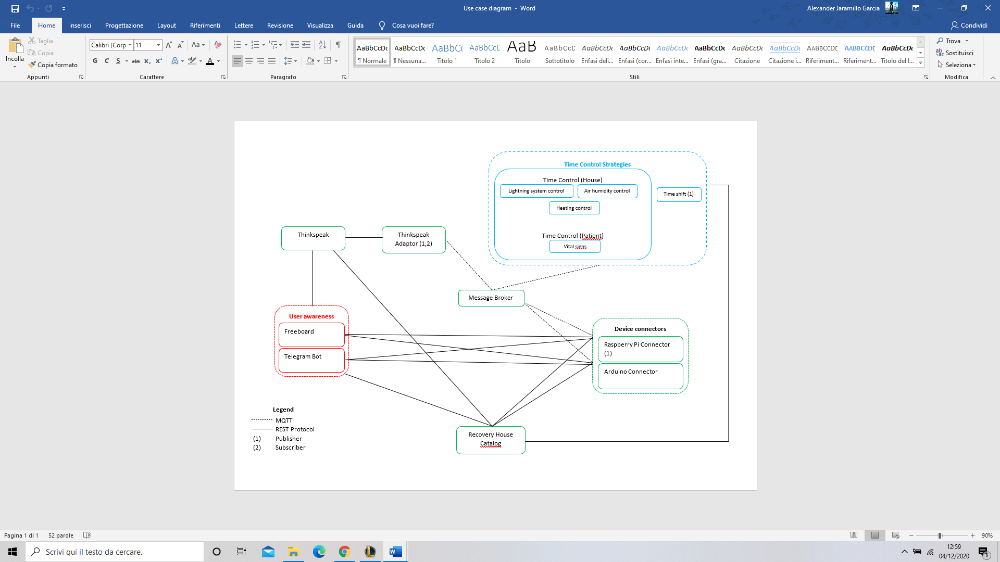 Use case diagram - Word
Alexander Jaramillo Garcia
File
Home
Inserisci
Progettazione
Layout
Riferimenti
Lettere
Revisione
Visualizza
Guida
Cosa vuoi fare?
Condividi
Incolla
Taglia
Copia
Copia formato
Appunti
Calibri (Corp
11
Aa
G C S abc x₂ x²
Carattere
Paragrafo
AaBbCcDc
¶ Normale
AaBbCcDc
¶ Nessuna...
AaBbCc
Titolo 1
AaBbCcD
Titolo 2
AaB
Titolo
AaBbCcD
Sottotitolo
AaBbCcDc
Enfasi deli...
AaBbCcDc
Enfasi (cor...
AaBbCcDc
Enfasi inte...
AaBbCcDc
Enfasi (gra...
AaBbCcDc
Citazione
AaBbCcDc
Citazione i...
AABBCCDE
Riferiment...
AABBCCDE
Riferiment...
AaBbCcDc
Titolo del l...
Stili
Trova
Sostituisci
Seleziona
Modifica
Time Control Strategies
Time Control (House)
Lightning system control
Air humidity control
Heating control
Time shift (1)
Time Control (Patient)
Vital signs
Thinkspeak
Thinkspeak
Adaptor (1,2)
Message Broker
User awareness
Freeboard
Telegram Bot
Device connectors
Raspberry Pi Connector
(1)
Arduino Connector
Recovery House
Catalog
Legend
MQTT
REST Protocol
(1) Publisher
(2) Subscriber
Pagina 1 di 1
52 parole
90%
Scrivi qui il testo da cercare.
12:59
04/12/2020
1